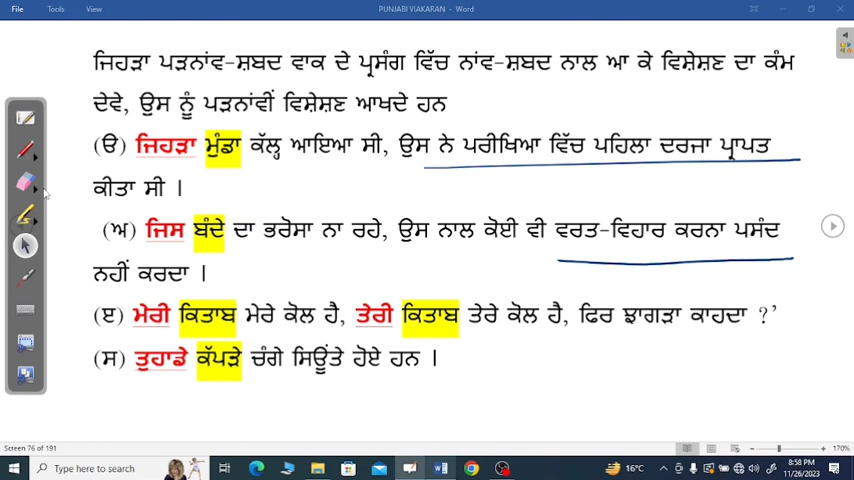 File Tools View PUNJABI VIAKARAN - Word
ਜਿਹੜਾ ਪੜਨਾਂਵ-ਸ਼ਬਦ ਵਾਕ ਦੇ ਪ੍ਰਸੰਗ ਵਿੱਚ ਨਾਂਵ-ਸ਼ਬਦ ਨਾਲ ਆ ਕੇ ਵਿਸ਼ੇਸ਼ਣ ਦਾ ਕੰਮ
ਦੇਵੇ, ਉਸ ਨੂੰ ਪੜਨਾਂਵੀਂ ਵਿਸ਼ੇਸ਼ਣ ਆਖਦੇ ਹਨ
(ੳ) ਜਿਹੜਾ ਮੁੰਡਾ ਕੱਲ੍ਹ ਆਇਆ ਸੀ, ਉਸ ਨੇ ਪਰੀਖਿਆ ਵਿੱਚ ਪਹਿਲਾ ਦਰਜਾ ਪ੍ਰਾਪਤ
ਕੀਤਾ ਸੀ ।
(ਅ) ਜਿਸ ਬੰਦੇ ਦਾ ਭਰੋਸਾ ਨਾ ਰਹੇ, ਉਸ ਨਾਲ ਕੋਈ ਵੀ ਵਰਤ-ਵਿਹਾਰ ਕਰਨਾ ਪਸੰਦ
ਨਹੀਂ ਕਰਦਾ ।
(ੲ) ਮੇਰੀ ਕਿਤਾਬ ਮੇਰੇ ਕੋਲ ਹੈ, ਤੇਰੀ ਕਿਤਾਬ ਤੇਰੇ ਕੋਲ ਹੈ, ਫਿਰ ਝਾਗੜਾ ਕਾਹਦਾ ?’
(ਸ) ਤੁਹਾਡੇ ਕੱਪੜੇ ਚੰਗੇ ਸਿਊਂਤੇ ਹੋਏ ਹਨ ।
Screen 76 of 191 170%
Type here to search 16°C 8:58 PM
11/26/2023